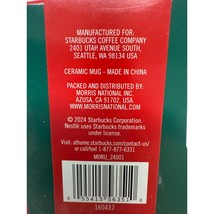 MANUFACTURED FOR:
STARBUCKS COFFEE COMPANY
2401 UTAH AVENUE SOUTH,
SEATTLE, WA 98134 USA
CERAMIC MUG - MADE IN CHINA
PACKED AND DISTRIBUTED BY:
MORRIS NATIONAL INC.
AZUSA, CA 91702, USA.
WWW.MORRISNATIONAL.COM
© 2024 Starbucks Corporation.
Nestlé uses Starbucks trademarks
under license.
Visit athome.starbucks.com/contact-us/
or call/text 1-877-877-6331
MORU_24001
160437